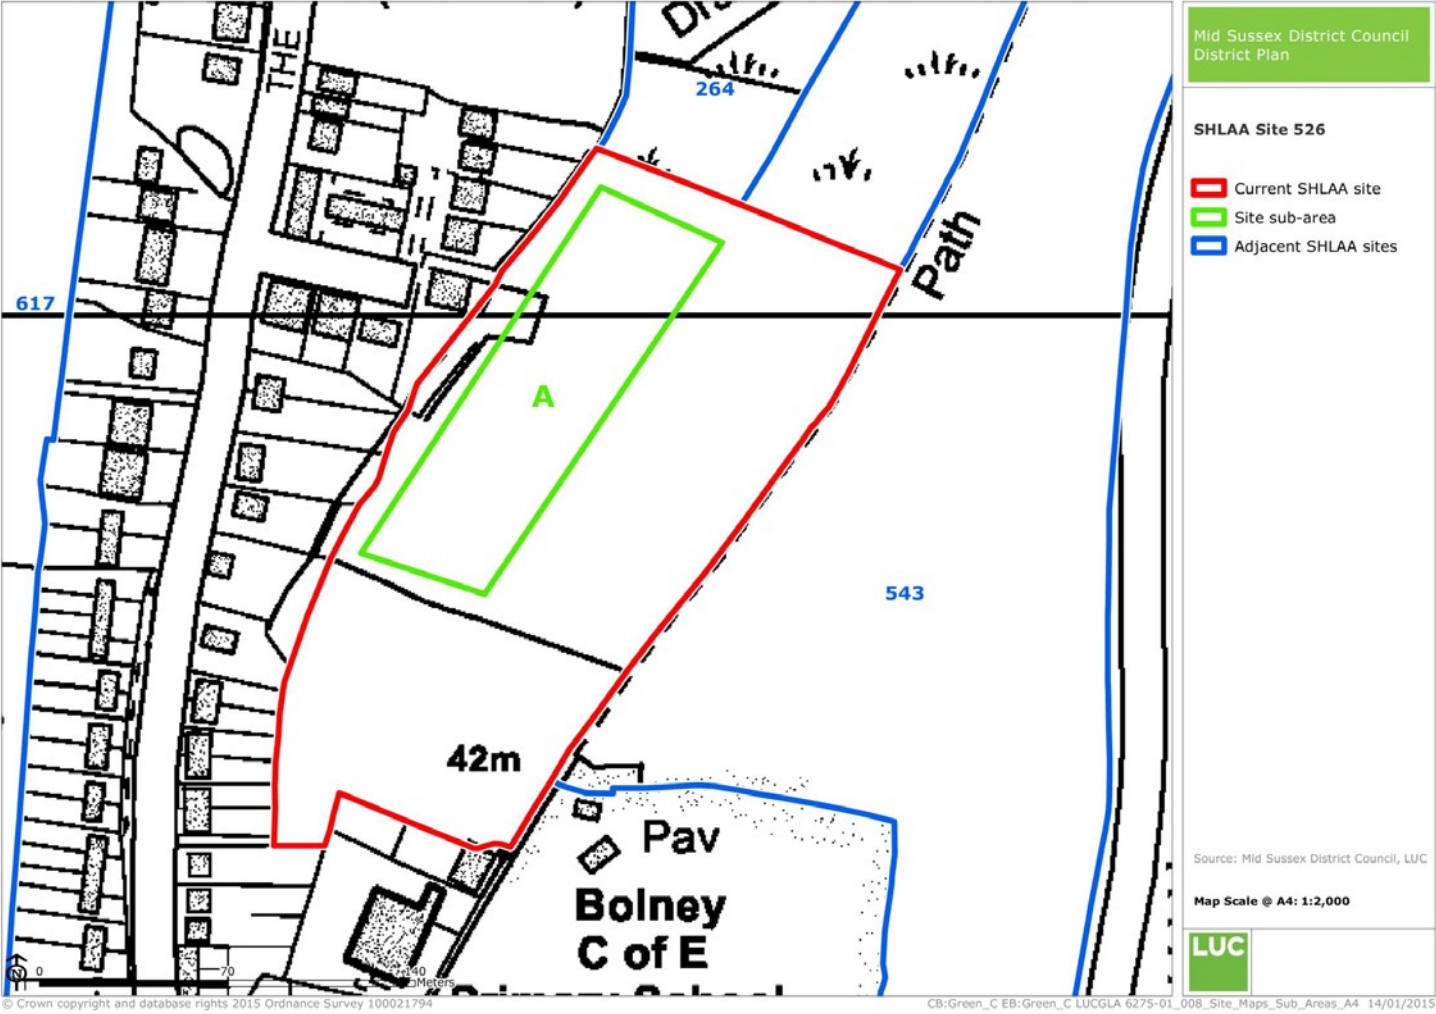 THE
264
Path
617
A
543
42m
Pav
Bolney
C of E
0 70 140
Meters
Mid Sussex District Council
District Plan
SHLAA Site 526
Current SHLAA site
Site sub-area
Adjacent SHLAA sites
Source: Mid Sussex District Council, LUC
Map Scale @ A4: 1:2,000
LUC
© Crown copyright and database rights 2015 Ordnance Survey 100021794
CB:Green_C EB:Green_C LUCGLA 6275-01_008_Site_Maps_Sub_Areas_A4 14/01/2015